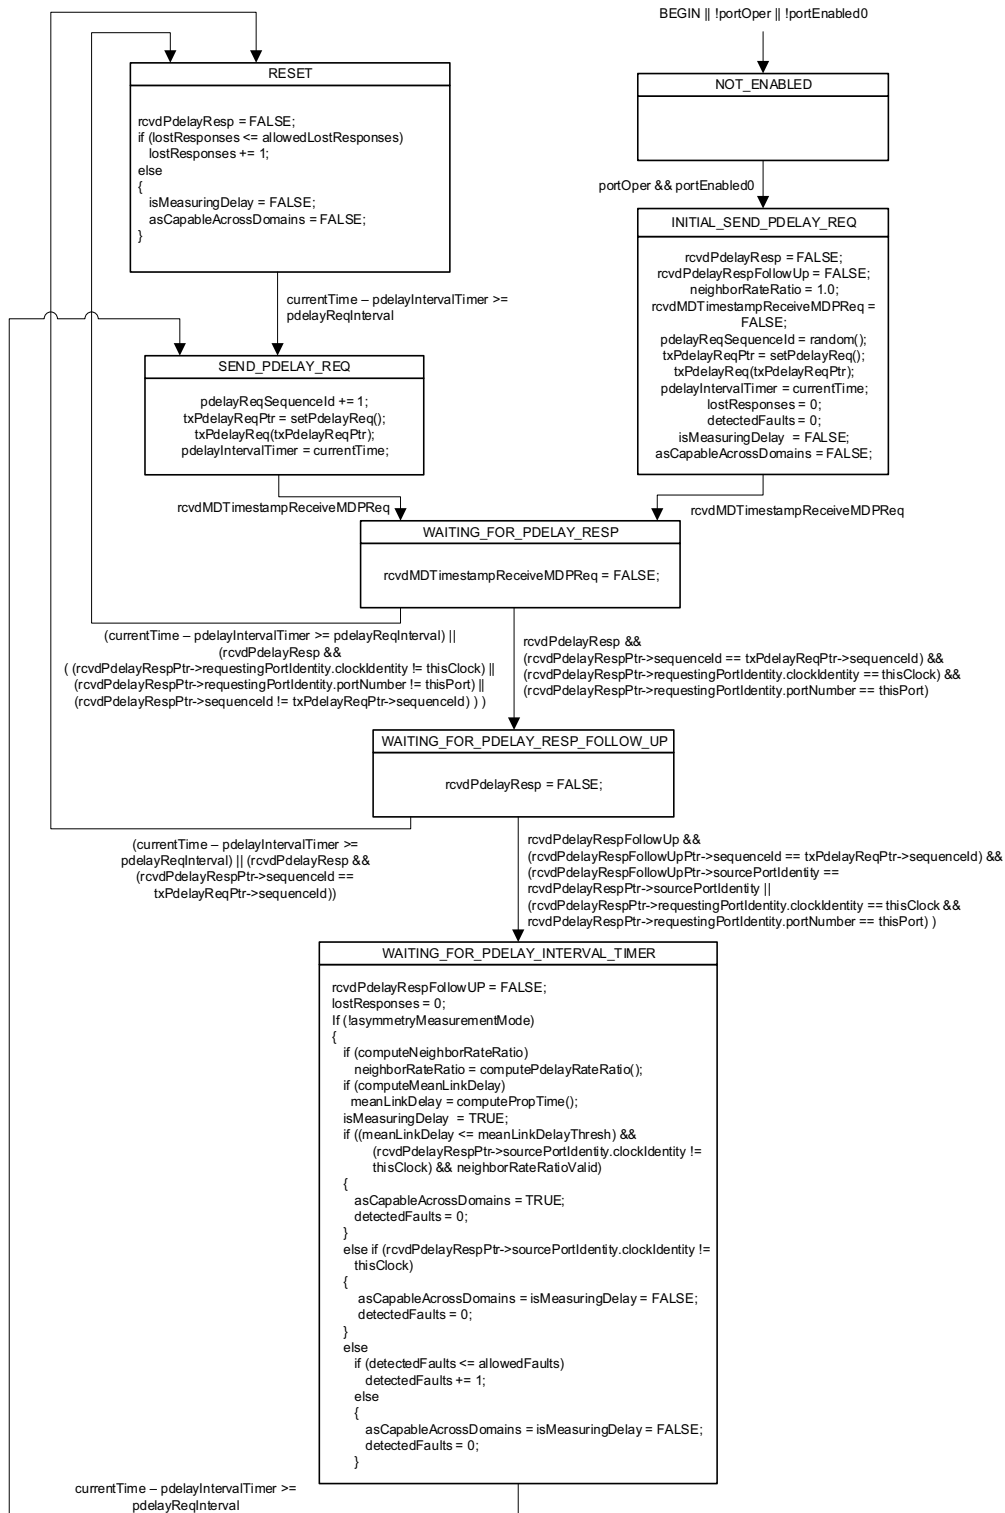 BEGIN || !portOper || !portEnabled0
RESET
rcvdPdelayResp = FALSE;
if (lostResponses <= allowedLostResponses)
lostResponses += 1;
else
{
isMeasuringDelay = FALSE;
asCapableAcrossDomains = FALSE;
}
NOT_ENABLED
portOper && portEnabled0
INITIAL_SEND_PDELAY_REQ
rcvdPdelayResp = FALSE;
rcvdPdelayRespFollowUp = FALSE;
neighborRateRatio = 1.0;
rcvdMDTimestampReceiveMDPReq =
FALSE;
pdelayReqSequenceId = random();
txPdelayReqPtr = setPdelayReq();
txPdelayReq(txPdelayReqPtr);
pdelayIntervalTimer = currentTime;
lostResponses = 0;
detectedFaults = 0;
isMeasuringDelay = FALSE;
asCapableAcrossDomains = FALSE;
currentTime – pdelayIntervalTimer >=
pdelayReqInterval
SEND_PDELAY_REQ
pdelayReqSequenceId += 1;
txPdelayReqPtr = setPdelayReq();
txPdelayReq(txPdelayReqPtr);
pdelayIntervalTimer = currentTime;
rcvdMDTimestampReceiveMDPReq
rcvdMDTimestampReceiveMDPReq
WAITING_FOR_PDELAY_RESP
rcvdMDTimestampReceiveMDPReq = FALSE;
(currentTime – pdelayIntervalTimer >= pdelayReqInterval) ||
(rcvdPdelayResp &&
( (rcvdPdelayRespPtr->requestingPortIdentity.clockIdentity != thisClock) ||
(rcvdPdelayRespPtr->requestingPortIdentity.portNumber != thisPort) ||
(rcvdPdelayRespPtr->sequenceId != txPdelayReqPtr->sequenceId) ) )
rcvdPdelayResp &&
(rcvdPdelayRespPtr->sequenceId == txPdelayReqPtr->sequenceId) &&
(rcvdPdelayRespPtr->requestingPortIdentity.clockIdentity == thisClock) &&
(rcvdPdelayRespPtr->requestingPortIdentity.portNumber == thisPort)
WAITING_FOR_PDELAY_RESP_FOLLOW_UP
rcvdPdelayResp = FALSE;
(currentTime – pdelayIntervalTimer >=
pdelayReqInterval) || (rcvdPdelayResp &&
(rcvdPdelayRespPtr->sequenceId ==
txPdelayReqPtr->sequenceId))
rcvdPdelayRespFollowUp &&
(rcvdPdelayRespFollowUpPtr->sequenceId == txPdelayReqPtr->sequenceId) &&
(rcvdPdelayRespFollowUpPtr->sourcePortIdentity ==
rcvdPdelayRespPtr->sourcePortIdentity ||
(rcvdPdelayRespPtr->requestingPortIdentity.clockIdentity == thisClock &&
rcvdPdelayRespPtr->requestingPortIdentity.portNumber == thisPort) )
WAITING_FOR_PDELAY_INTERVAL_TIMER
rcvdPdelayRespFollowUP = FALSE;
lostResponses = 0;
If (!asymmetryMeasurementMode)
{
if (computeNeighborRateRatio)
neighborRateRatio = computePdelayRateRatio();
if (computeMeanLinkDelay)
meanLinkDelay = computePropTime();
isMeasuringDelay = TRUE;
if ((meanLinkDelay <= meanLinkDelayThresh) &&
(rcvdPdelayRespPtr->sourcePortIdentity.clockIdentity !=
thisClock) && neighborRateRatioValid)
{
asCapableAcrossDomains = TRUE;
detectedFaults = 0;
}
else if (rcvdPdelayRespPtr->sourcePortIdentity.clockIdentity !=
thisClock)
{
asCapableAcrossDomains = isMeasuringDelay = FALSE;
detectedFaults = 0;
}
else
if (detectedFaults <= allowedFaults)
detectedFaults += 1;
else
{
asCapableAcrossDomains = isMeasuringDelay = FALSE;
detectedFaults = 0;
}
currentTime – pdelayIntervalTimer >=
pdelayReqInterval